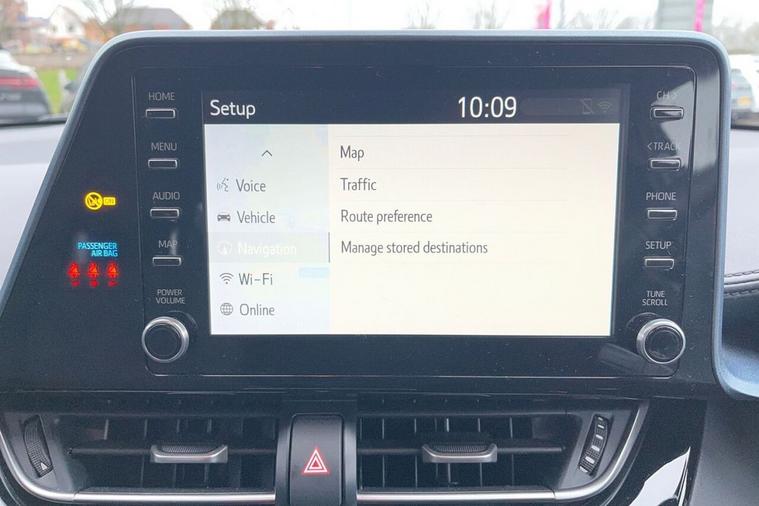 Setup
10:09
Voice
Vehicle
Navigation
Wi-Fi
Online
Map
Traffic
Route preference
Manage stored destinations
HOME
MENU
AUDIO
MAP
POWER
VOLUME
CH>
<TRACK
PHONE
SETUP
TUNE
SCROLL
ON
PASSENGER
AIR BAG